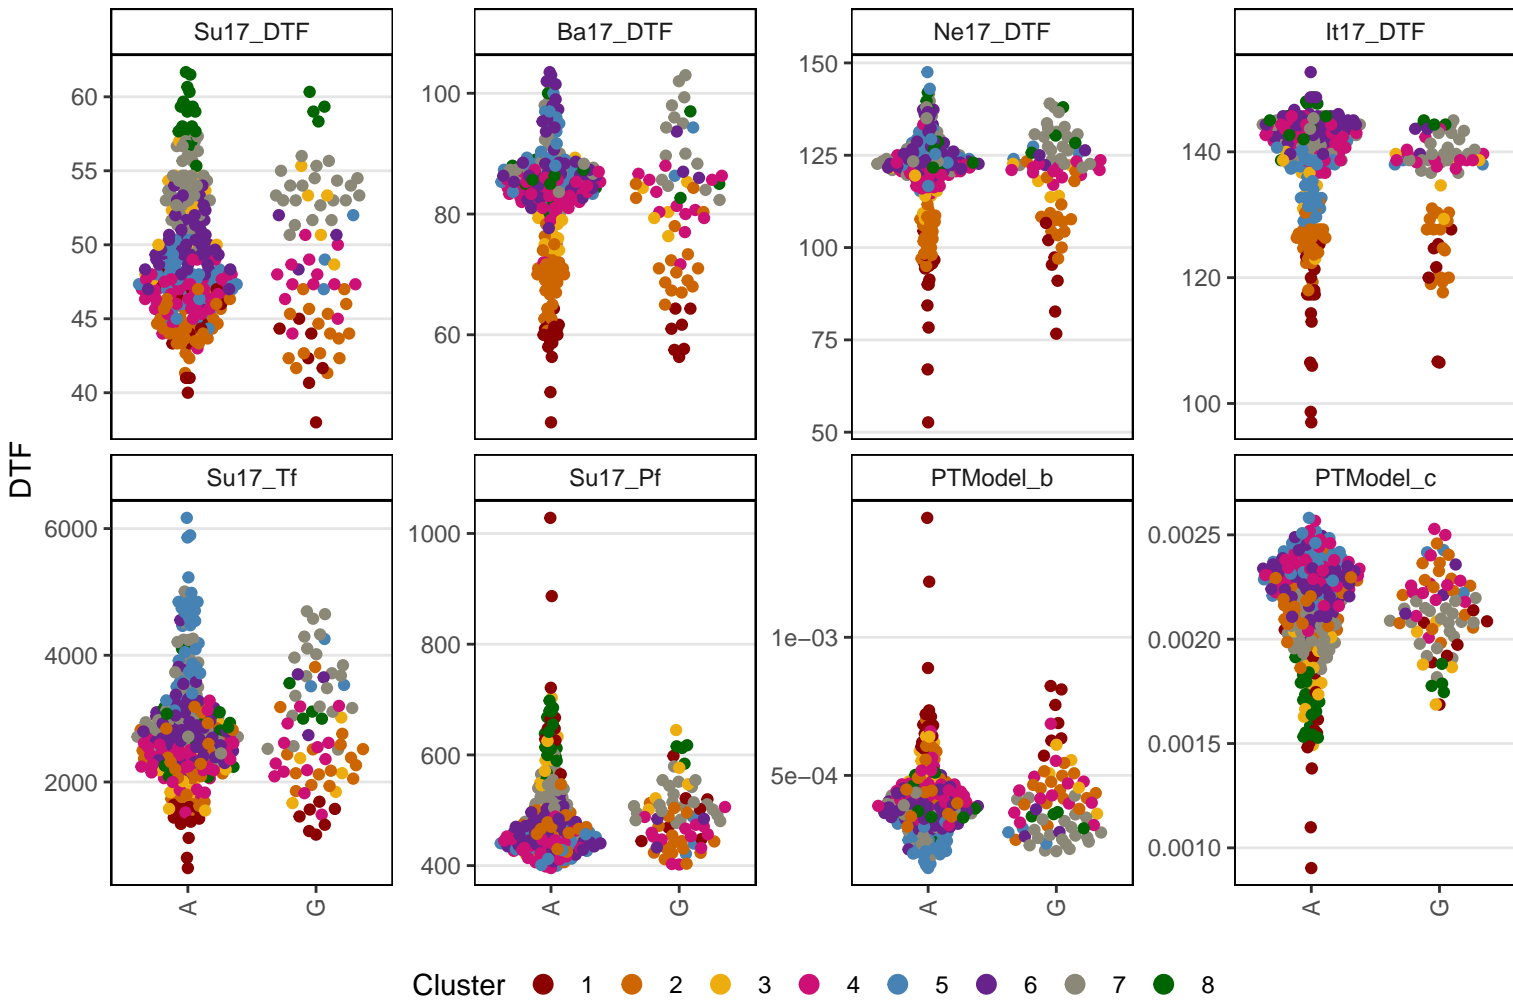 Su17_DTF
Ba17_DTF
Ne17_DTF
It17_DTF
60
55
50
45
40
100
80
60
150
125
100
75
50
140
120
100
DTF
Su17_Tf
Su17_Pf
PTModel_b
PTModel_c
6000
4000
2000
1000
800
600
400
1e−03
5e−04
0.0025
0.0020
0.0015
0.0010
A
G
A
G
A
G
A
G
Cluster 1 2 3 4 5 6 7 8